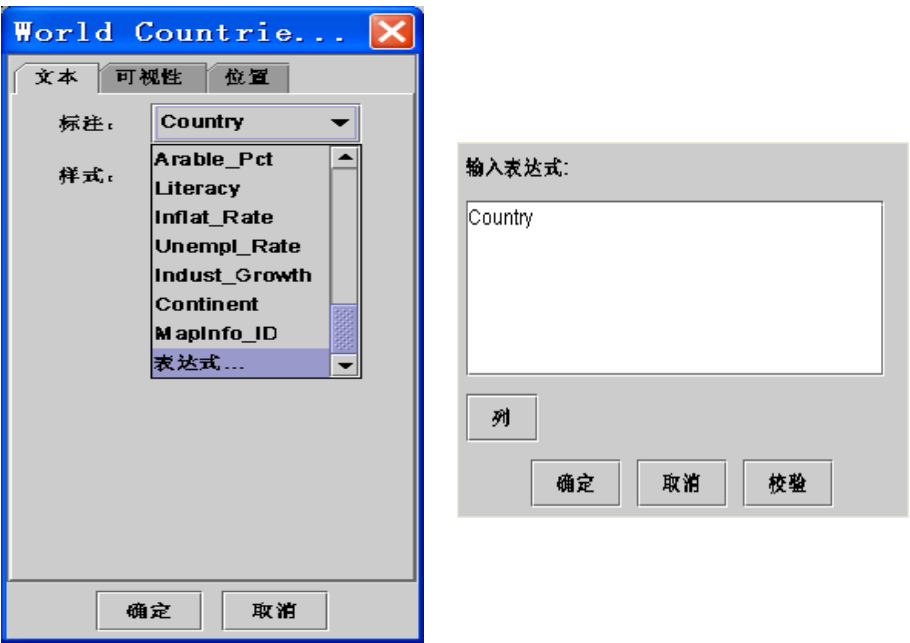 World Countrie...
文本 可视性 位置
标注： Country
样式：
Arable_Pct
Literacy
Inflat_Rate
Unempl_Rate
Indust_Growth
Continent
MapInfo_ID
表达式...
确定 取消
输入表达式:
Country
列
确定 取消 校验